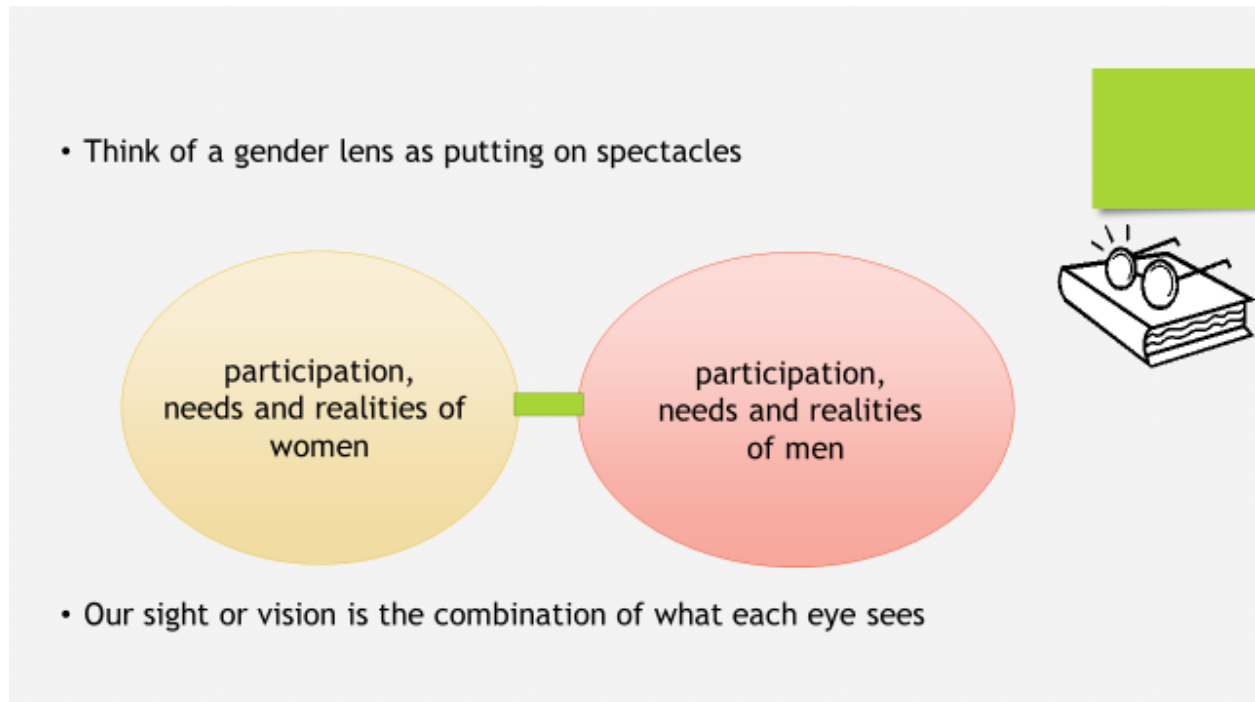 • Think of a gender lens as putting on spectacles
participation,
needs and realities of
women
participation,
needs and realities
of men
• Our sight or vision is the combination of what each eye sees